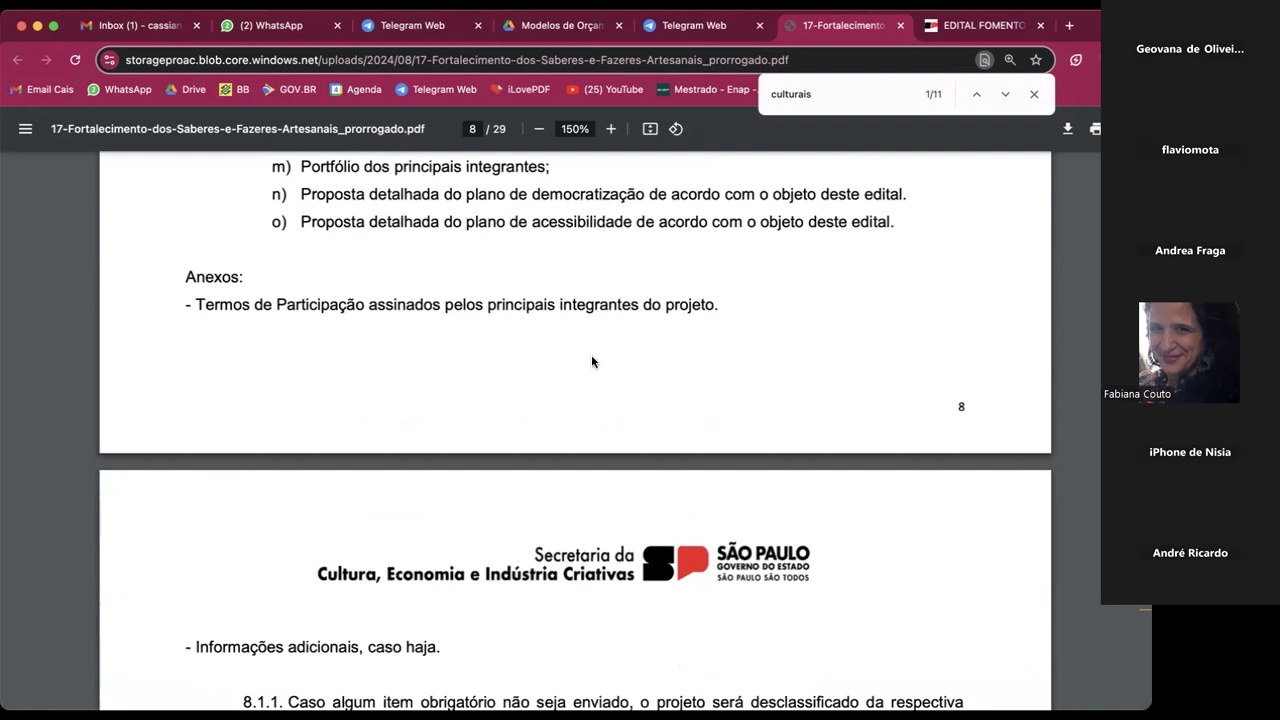 Inbox (1) - cassian
(2) WhatsApp
Telegram Web
Modelos de Orçan
Telegram Web
17-Fortalecimento
EDITAL FOMENTO
storageproac.blob.core.windows.net/uploads/2024/08/17-Fortalecimento-dos-Saberes-e-Fazeres-Artesanais_prorrogado.pdf
Email Cais
WhatsApp
Drive
BB
GOV.BR
Agenda
Telegram Web
iLovePDF
(25) YouTube
Mestrado - Enap -
culturais
1/11
17-Fortalecimento-dos-Saberes-e-Fazeres-Artesanais_prorrogado.pdf
8 / 29
150%
m) Portfólio dos principais integrantes;
n) Proposta detalhada do plano de democratização de acordo com o objeto deste edital.
o) Proposta detalhada do plano de acessibilidade de acordo com o objeto deste edital.
Anexos:
- Termos de Participação assinados pelos principais integrantes do projeto.
8
Secretaria da
Cultura, Economia e Indústria Criativas
SÃO PAULO
GOVERNO DO ESTADO
SÃO PAULO SÃO TODOS
- Informações adicionais, caso haja.
8.1.1. Caso algum item obrigatório não seja enviado, o projeto será desclassificado da respectiva
Geovana de Olivei...
flaviomota
Andrea Fraga
Fabiana Couto
iPhone de Nisia
André Ricardo